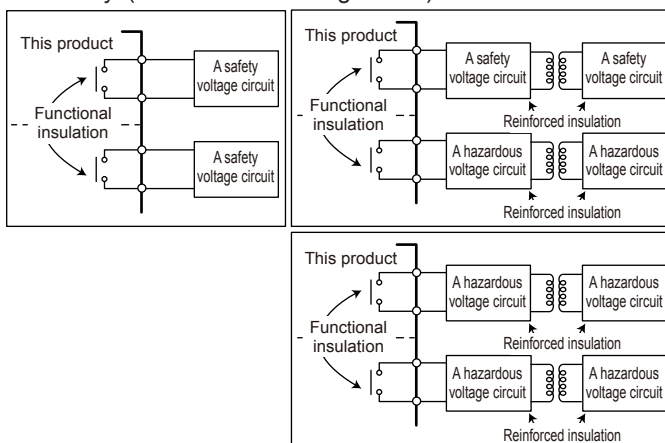 This product
A safety
voltage circuit
Functional
insulation
A safety
voltage circuit
This product
A safety
voltage circuit
A safety
voltage circuit
Reinforced insulation
Functional
insulation
A hazardous
voltage circuit
A hazardous
voltage circuit
Reinforced insulation
This product
A hazardous
voltage circuit
A hazardous
voltage circuit
Reinforced insulation
Functional
insulation
A hazardous
voltage circuit
A hazardous
voltage circuit
Reinforced insulation